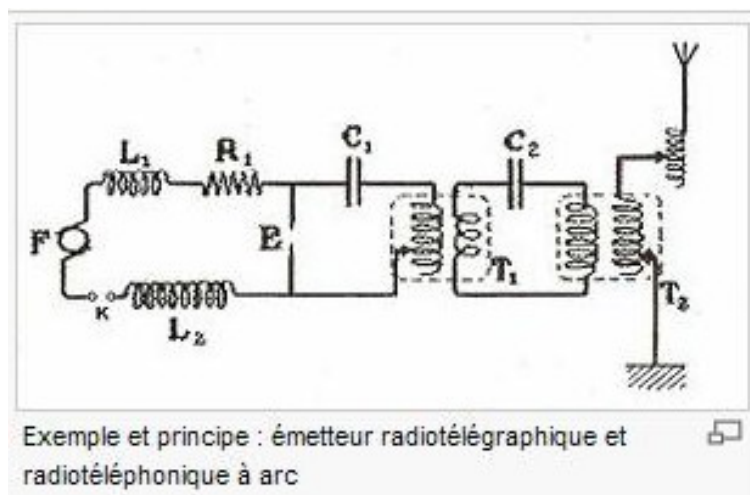 L₁ R₁ C₁ C₂
F E
K T₁ T₂
L₂
Exemple et principe : émetteur radiotélégraphique et
radiotéléphonique à arc